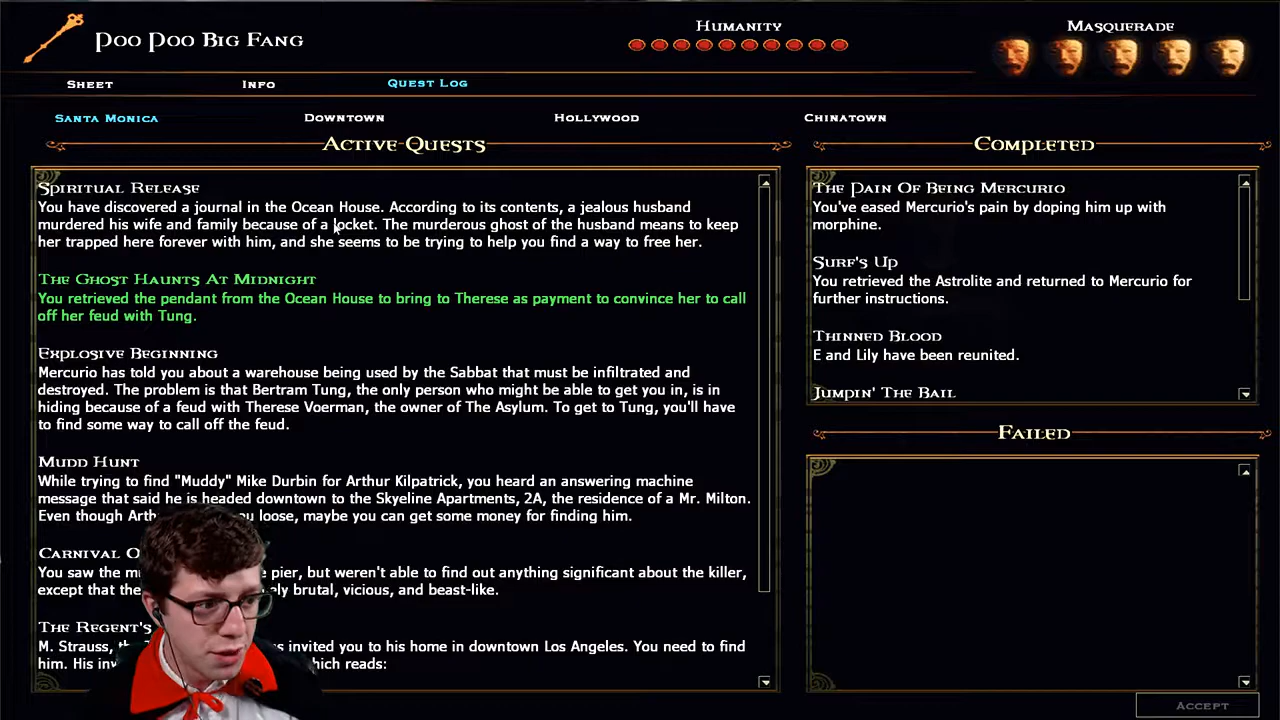 Poo Poo Big Fang
Humanity
Masquerade
Sheet
Info
Quest Log
Santa Monica
Downtown
Hollywood
Chinatown
Active Quests
Spiritual Release
You have discovered a journal in the Ocean House. According to its contents, a jealous husband
murdered his wife and family because of a locket. The murderous ghost of the husband means to keep
her trapped here forever with him, and she seems to be trying to help you find a way to free her.
The Ghost Haunts At Midnight
You retrieved the pendant from the Ocean House to bring to Therese as payment to convince her to call
off her feud with Tung.
Explosive Beginning
Mercurio has told you about a warehouse being used by the Sabbat that must be infiltrated and
destroyed. The problem is that Bertram Tung, the only person who might be able to get you in, is in
hiding because of a feud with Therese Voerman, the owner of The Asylum. To get to Tung, you'll have
to find some way to call off the feud.
Mudd Hunt
While trying to find "Muddy" Mike Durbin for Arthur Kilpatrick, you heard an answering machine
message that said he is headed downtown to the Skyeline Apartments, 2A, the residence of a Mr. Milton.
Even though Arth ou loose, maybe you can get some money for finding him.
Carnival O
You saw the m e pier, but weren't able to find out anything significant about the killer,
except that the ely brutal, vicious, and beast-like.
The Regent's
M. Strauss, th s invited you to his home in downtown Los Angeles. You need to find
him. His inv hich reads:
Completed
The Pain Of Being Mercurio
You've eased Mercurio's pain by doping him up with
morphine.
Surf's Up
You retrieved the Astrolite and returned to Mercurio for
further instructions.
Thinned Blood
E and Lily have been reunited.
Jumpin' The Bail
Failed
Accept